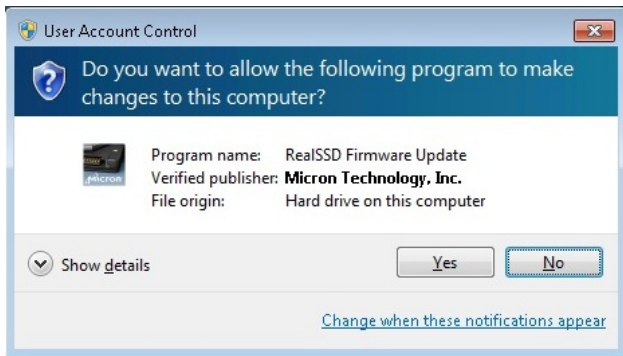 User Account Control
Do you want to allow the following program to make
changes to this computer?
Micron
Program name: RealSSD Firmware Update
Verified publisher: Micron Technology, Inc.
File origin: Hard drive on this computer
Show details
Yes
No
Change when these notifications appear